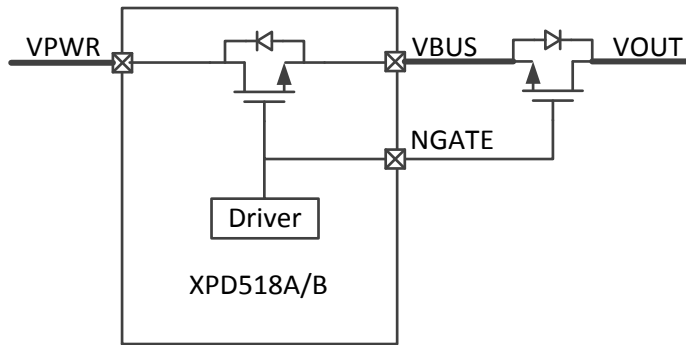 VPWR
VBUS
VOUT
NGATE
Driver
XPD518A/B